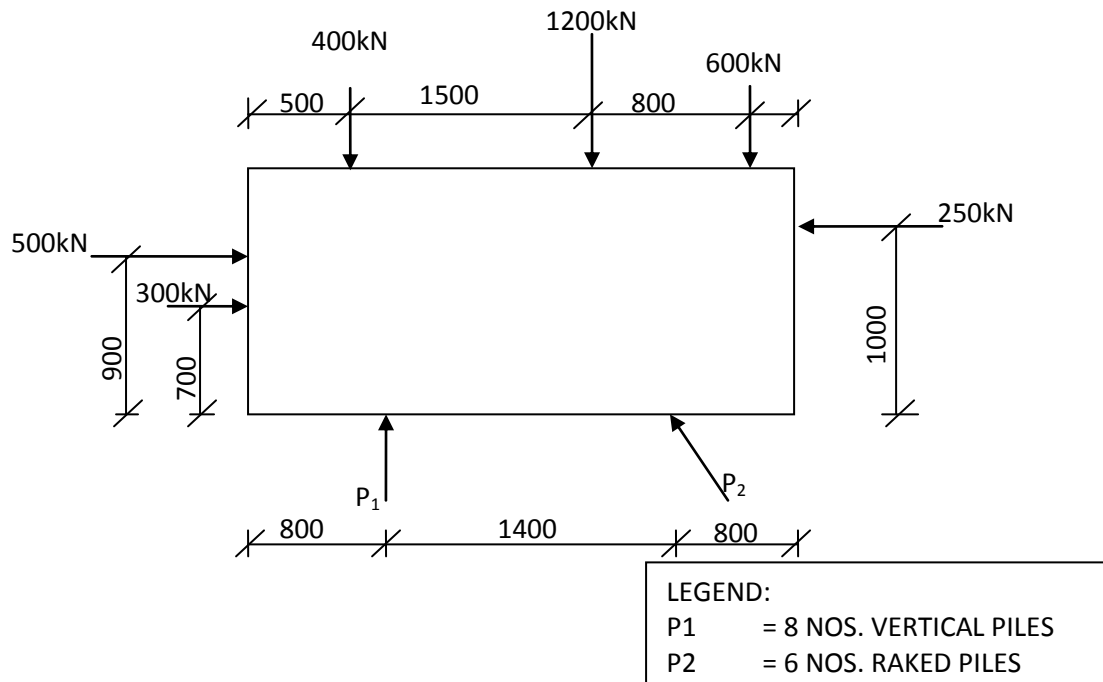 1200kN
400kN
600kN
500 1500 800
250kN
500kN
300kN
900
700
1000
P1
P2
800 1400 800
LEGEND:
P1 = 8 NOS. VERTICAL PILES
P2 = 6 NOS. RAKED PILES